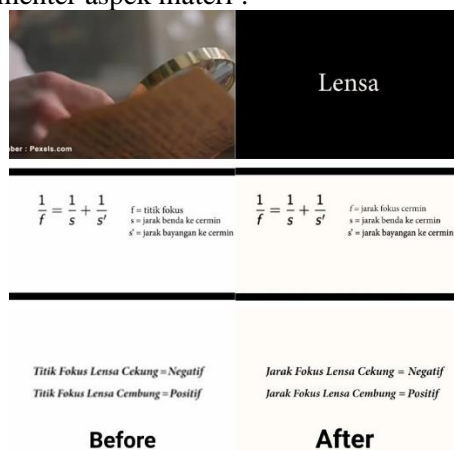 menter aspek materi :
ber : Pexels.com
Lensa
1/f = 1/s + 1/s'
f = titik fokus
s = jarak benda ke cermin
s' = jarak bayangan ke cermin
1/f = 1/s + 1/s'
f = jarak fokus cermin
s = jarak benda ke cermin
s' = jarak bayangan ke cermin
Titik Fokus Lensa Cekung = Negatif
Titik Fokus Lensa Cembung = Positif
Jarak Fokus Lensa Cekung = Negatif
Jarak Fokus Lensa Cembung = Positif
Before
After